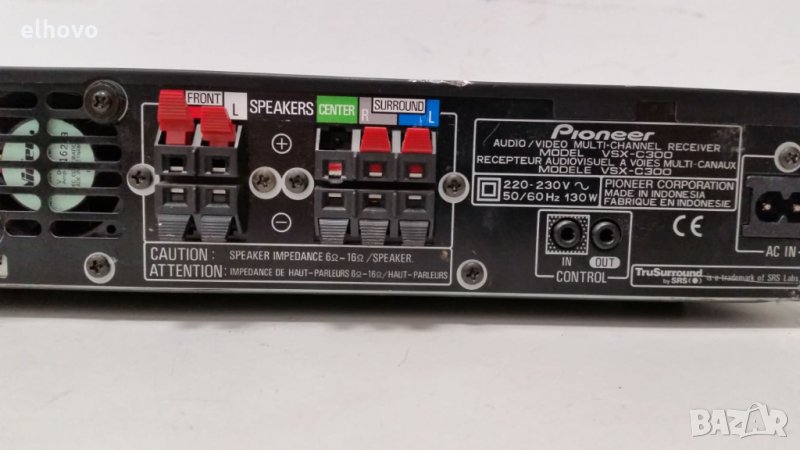 elhovo
FRONT
L
SPEAKERS
CENTER
R
SURROUND
L
+
−
CAUTION: SPEAKER IMPEDANCE 6Ω–16Ω/SPEAKER.
ATTENTION: IMPEDANCE DE HAUT-PARLEURS 6Ω–16Ω/HAUT-PARLEURS
Pioneer
AUDIO/VIDEO MULTI-CHANNEL RECEIVER
MODEL VSX-C300
RECEPTEUR AUDIOVISUEL A VOIES MULTI-CANAUX
MODELE VSX-C300
220-230V ~
50/60Hz 130W
PIONEER CORPORATION
MADE IN INDONESIA
FABRIQUE EN INDONESIE
CE
IN
OUT
CONTROL
AC IN
TruSurround
by SRS
is a trademark of SRS Labs
BAZAR